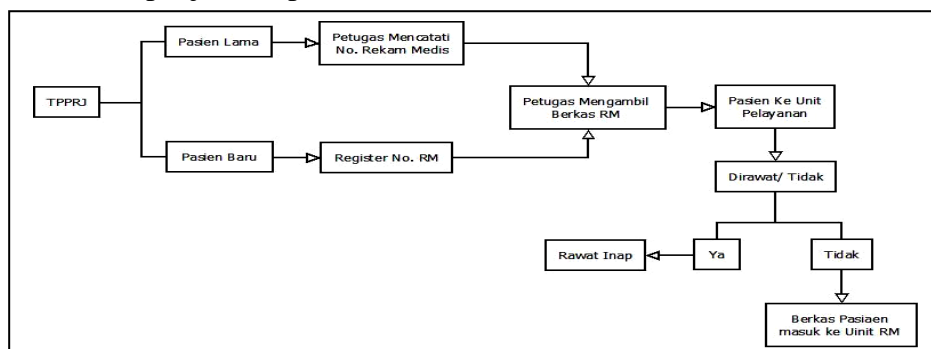 Pasien Lama
Petugas Mencatati
No. Rekam Medis
TPPRJ
Petugas Mengambil
Berkas RM
Pasien Ke Unit
Pelayanan
Pasien Baru
Register No. RM
Dirawat/ Tidak
Rawat Inap
Ya
Tidak
Berkas Pasiaen
masuk ke Uinit RM